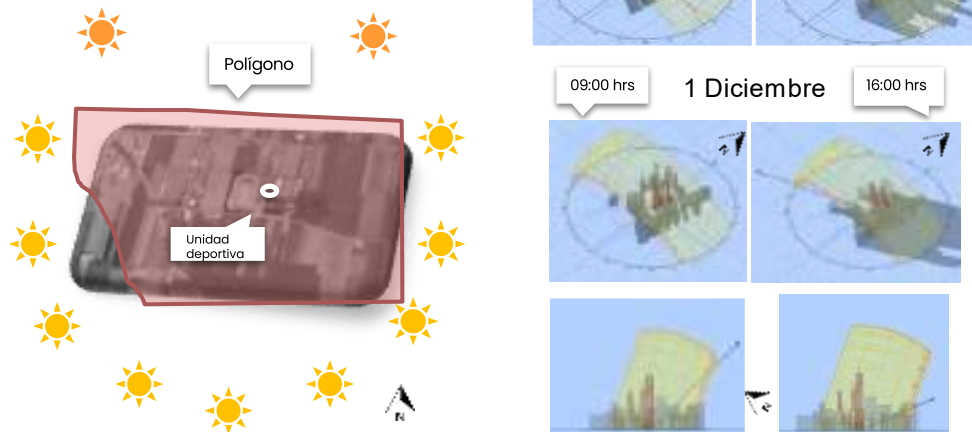 Polígono
Unidad
deportiva
N
09:00 hrs
1 Diciembre
16:00 hrs
N
N
N